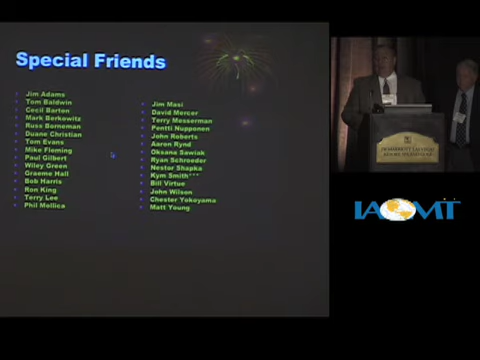 Special Friends
Jim Adams
Tom Baldwin
Cecil Barton
Mark Berkowitz
Russ Borneman
Duane Christian
Tom Evans
Mike Fleming
Paul Gilbert
Wiley Green
Graeme Hall
Bob Harris
Ron King
Terry Lee
Phil Mollica
Jim Masi
David Mercer
Terry Messerman
Pentti Nupponen
John Roberts
Aaron Rynd
Oksana Sawiak
Ryan Schroeder
Nestor Shapka
Kym Smith***
Bill Virtue
John Wilson
Chester Yokoyama
Matt Young
IAOMT